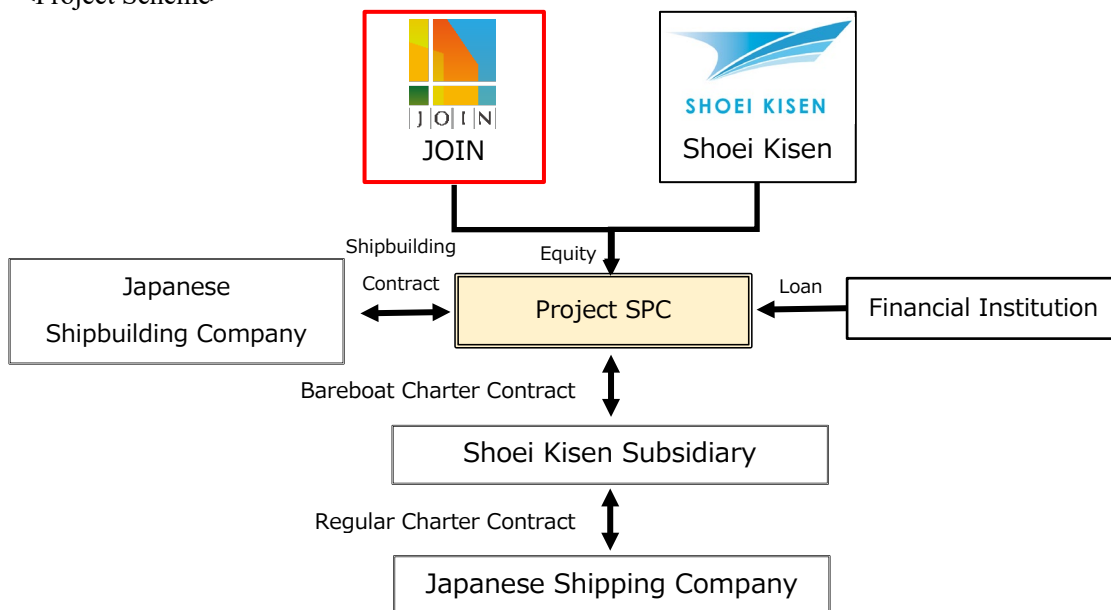 <Project Scheme>
JOIN
JOIN
SHOEI KISEN
Shoei Kisen
Shipbuilding
Contract
Equity
Loan
Japanese
Shipbuilding Company
Project SPC
Financial Institution
Bareboat Charter Contract
Shoei Kisen Subsidiary
Regular Charter Contract
Japanese Shipping Company